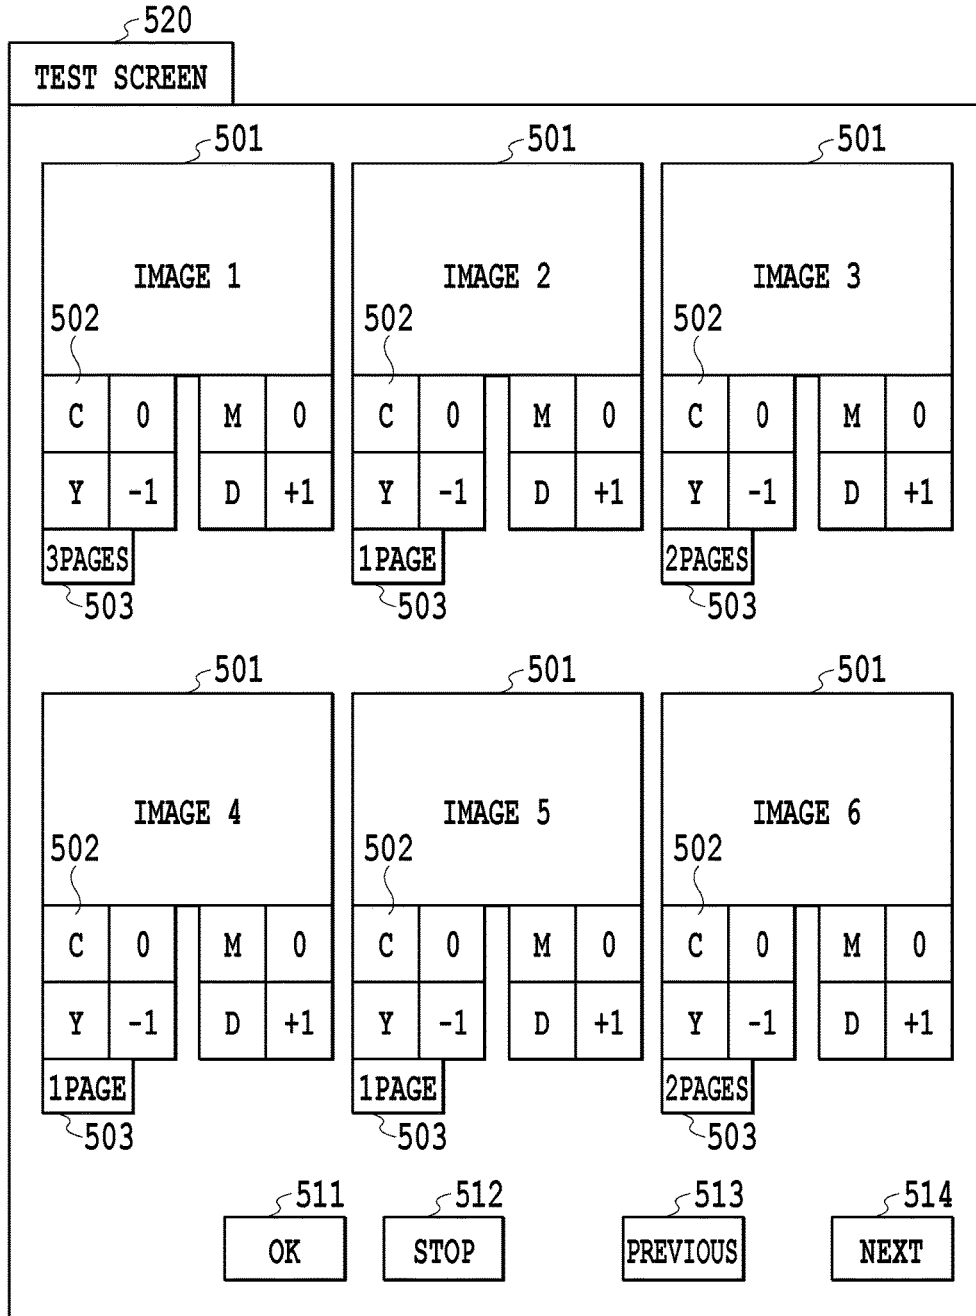 520
TEST SCREEN
501 501 501
IMAGE 1 IMAGE 2 IMAGE 3
502 502 502
C 0 M 0 C 0 M 0 C 0 M 0
Y -1 D +1 Y -1 D +1 Y -1 D +1
3PAGES 1PAGE 2PAGES
503 503 503
501 501 501
IMAGE 4 IMAGE 5 IMAGE 6
502 502 502
C 0 M 0 C 0 M 0 C 0 M 0
Y -1 D +1 Y -1 D +1 Y -1 D +1
1PAGE 1PAGE 2PAGES
503 503 503
511 512 513 514
OK STOP PREVIOUS NEXT